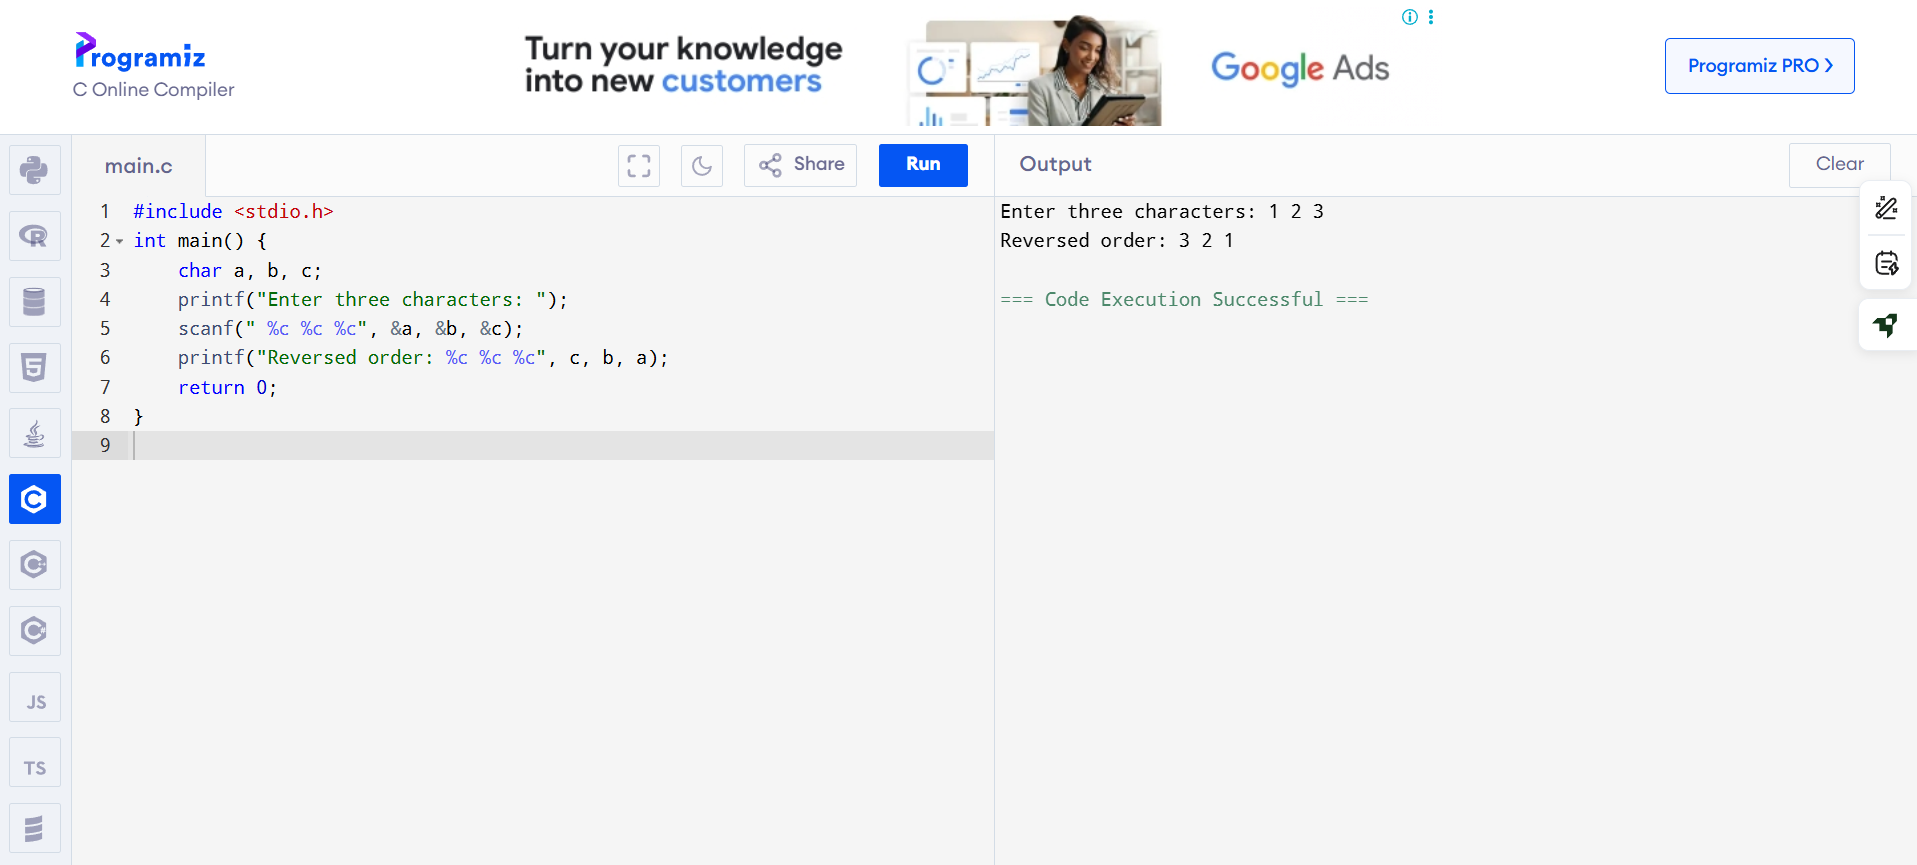 Programiz
C Online Compiler
Turn your knowledge
into new customers
Google Ads
Programiz PRO
main.c
Share
Run
Output
Clear
1 #include <stdio.h>
2 int main() {
3     char a, b, c;
4     printf("Enter three characters: ");
5     scanf(" %c %c %c", &a, &b, &c);
6     printf("Reversed order: %c %c %c", c, b, a);
7     return 0;
8 }
9
Enter three characters: 1 2 3
Reversed order: 3 2 1
=== Code Execution Successful ===
R
5
C
C
C
JS
TS